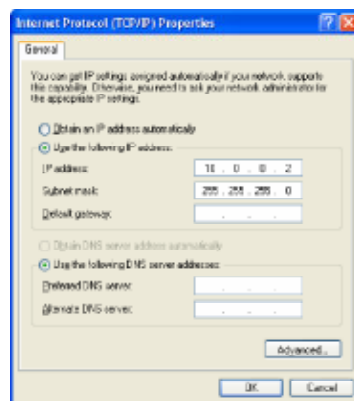 Internet Protocol (TCP/IP) Properties
General
You can get IP settings assigned automatically if your network supports
this capability. Otherwise, you need to ask your network administrator for
the appropriate IP settings.
Obtain an IP address automatically
Use the following IP address:
IP address: 10 . 0 . 0 . 2
Subnet mask: 255 . 255 . 255 . 0
Default gateway: . . .
Obtain DNS server address automatically
Use the following DNS server addresses:
Preferred DNS server: . . .
Alternate DNS server: . . .
Advanced...
OK Cancel